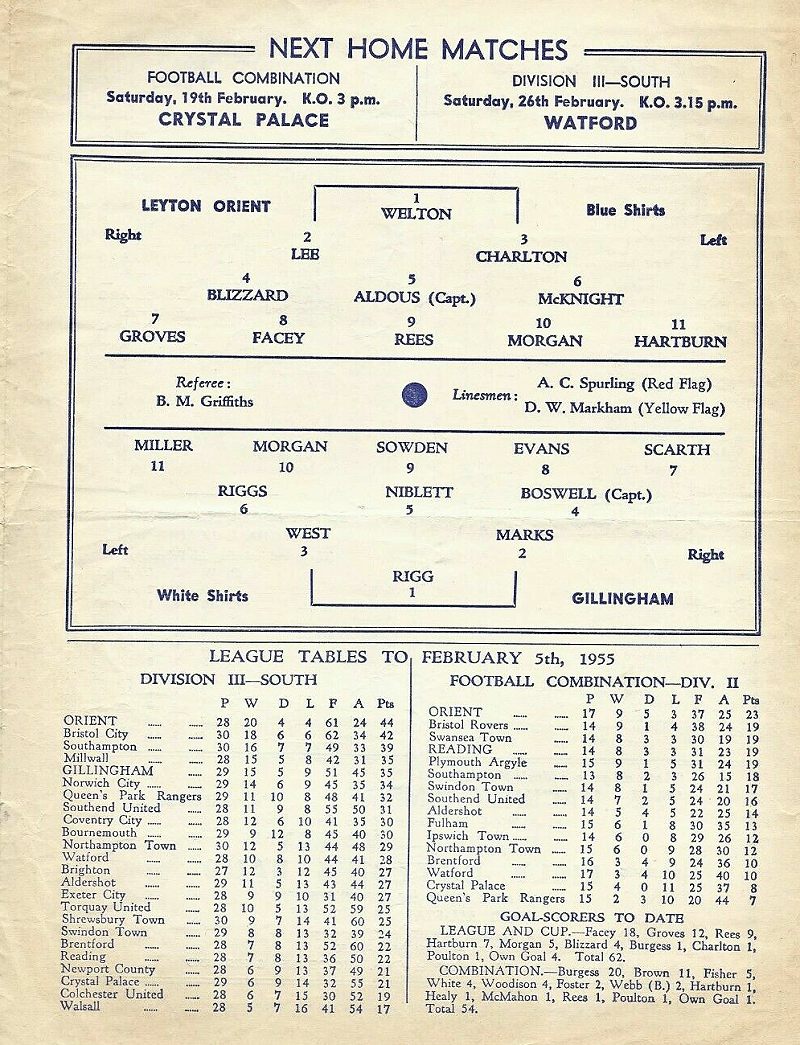 NEXT HOME MATCHES
FOOTBALL COMBINATION
Saturday, 19th February. K.O. 3 p.m.
CRYSTAL PALACE
DIVISION III—SOUTH
Saturday, 26th February. K.O. 3.15 p.m.
WATFORD
LEYTON ORIENT
1
WELTON
Blue Shirts
Right
2
LEE
3
CHARLTON
Left
4
BLIZZARD
5
ALDOUS (Capt.)
6
McKNIGHT
7
GROVES
8
FACEY
9
REES
10
MORGAN
11
HARTBURN
Referee:
B. M. Griffiths
Linesmen:
A. C. Spurling (Red Flag)
D. W. Markham (Yellow Flag)
MILLER
11
MORGAN
10
SOWDEN
9
EVANS
8
SCARTH
7
RIGGS
6
NIBLETT
5
BOSWELL (Capt.)
4
Left
WEST
3
MARKS
2
Right
White Shirts
RIGG
1
GILLINGHAM
LEAGUE TABLES TO FEBRUARY 5th, 1955
DIVISION III—SOUTH
P W D L F A Pts
ORIENT ...... ...... 28 20 4 4 61 24 44
Bristol City ...... 30 18 6 6 62 34 42
Southampton ...... ...... 30 16 7 7 49 33 39
Millwall ...... ...... 28 15 5 8 42 31 35
GILLINGHAM ...... 29 15 5 9 51 45 35
Norwich City ...... ...... 29 14 6 9 45 35 34
Queen's Park Rangers 29 11 10 8 48 41 32
Southend United ...... 28 11 9 8 55 50 31
Coventry City ...... ...... 28 12 6 10 41 35 30
Bournemouth ...... ...... 29 9 12 8 45 40 30
Northampton Town ...... 30 12 5 13 44 48 29
Watford ...... ...... 28 10 8 10 44 41 28
Brighton ...... ...... 27 12 3 12 45 40 27
Aldershot ...... ...... 29 11 5 13 43 44 27
Exeter City ...... ...... 28 9 9 10 31 40 27
Torquay United ...... 28 10 5 13 52 59 25
Shrewsbury Town ...... 30 9 7 14 41 60 25
Swindon Town ...... 29 8 8 13 32 39 24
Brentford ...... ...... 28 7 8 13 52 60 22
Reading ...... ...... 28 7 8 13 36 50 22
Newport County ...... 28 6 9 13 37 49 21
Crystal Palace ...... ...... 29 6 9 14 32 55 21
Colchester United ...... 28 6 7 15 30 52 19
Walsall ...... ...... 28 5 7 16 41 54 17
FOOTBALL COMBINATION—DIV. II
P W D L F A Pts
ORIENT ...... ...... 17 9 5 3 37 25 23
Bristol Rovers ...... ...... 14 9 1 4 38 24 19
Swansea Town ...... 14 8 3 3 30 19 19
READING ...... ...... 14 8 3 3 31 23 19
Plymouth Argyle ...... 15 9 1 5 31 24 19
Southampton ...... ...... 13 8 2 3 26 15 18
Swindon Town ...... 14 8 1 5 24 21 17
Southend United ...... 14 7 2 5 24 20 16
Aldershot ...... ...... 14 5 4 5 22 25 14
Fulham ...... ...... 15 6 1 8 30 35 13
Ipswich Town ...... ...... 14 6 0 8 29 26 12
Northampton Town ...... 15 6 0 9 28 30 12
Brentford ...... ...... 16 3 4 9 24 36 10
Watford ...... ...... 17 3 4 10 25 40 10
Crystal Palace ...... 15 4 0 11 25 37 8
Queen's Park Rangers 15 2 3 10 20 44 7
GOAL-SCORERS TO DATE
LEAGUE AND CUP.—Facey 18, Groves 12, Rees 9,
Hartburn 7, Morgan 5, Blizzard 4, Burgess 1, Charlton 1,
Poulton 1, Own Goal 4. Total 62.
COMBINATION.—Burgess 20, Brown 11, Fisher 5,
White 4, Woodison 4, Foster 2, Webb (B.) 2, Hartburn 1,
Healy 1, McMahon 1, Rees 1, Poulton 1, Own Goal 1.
Total 54.